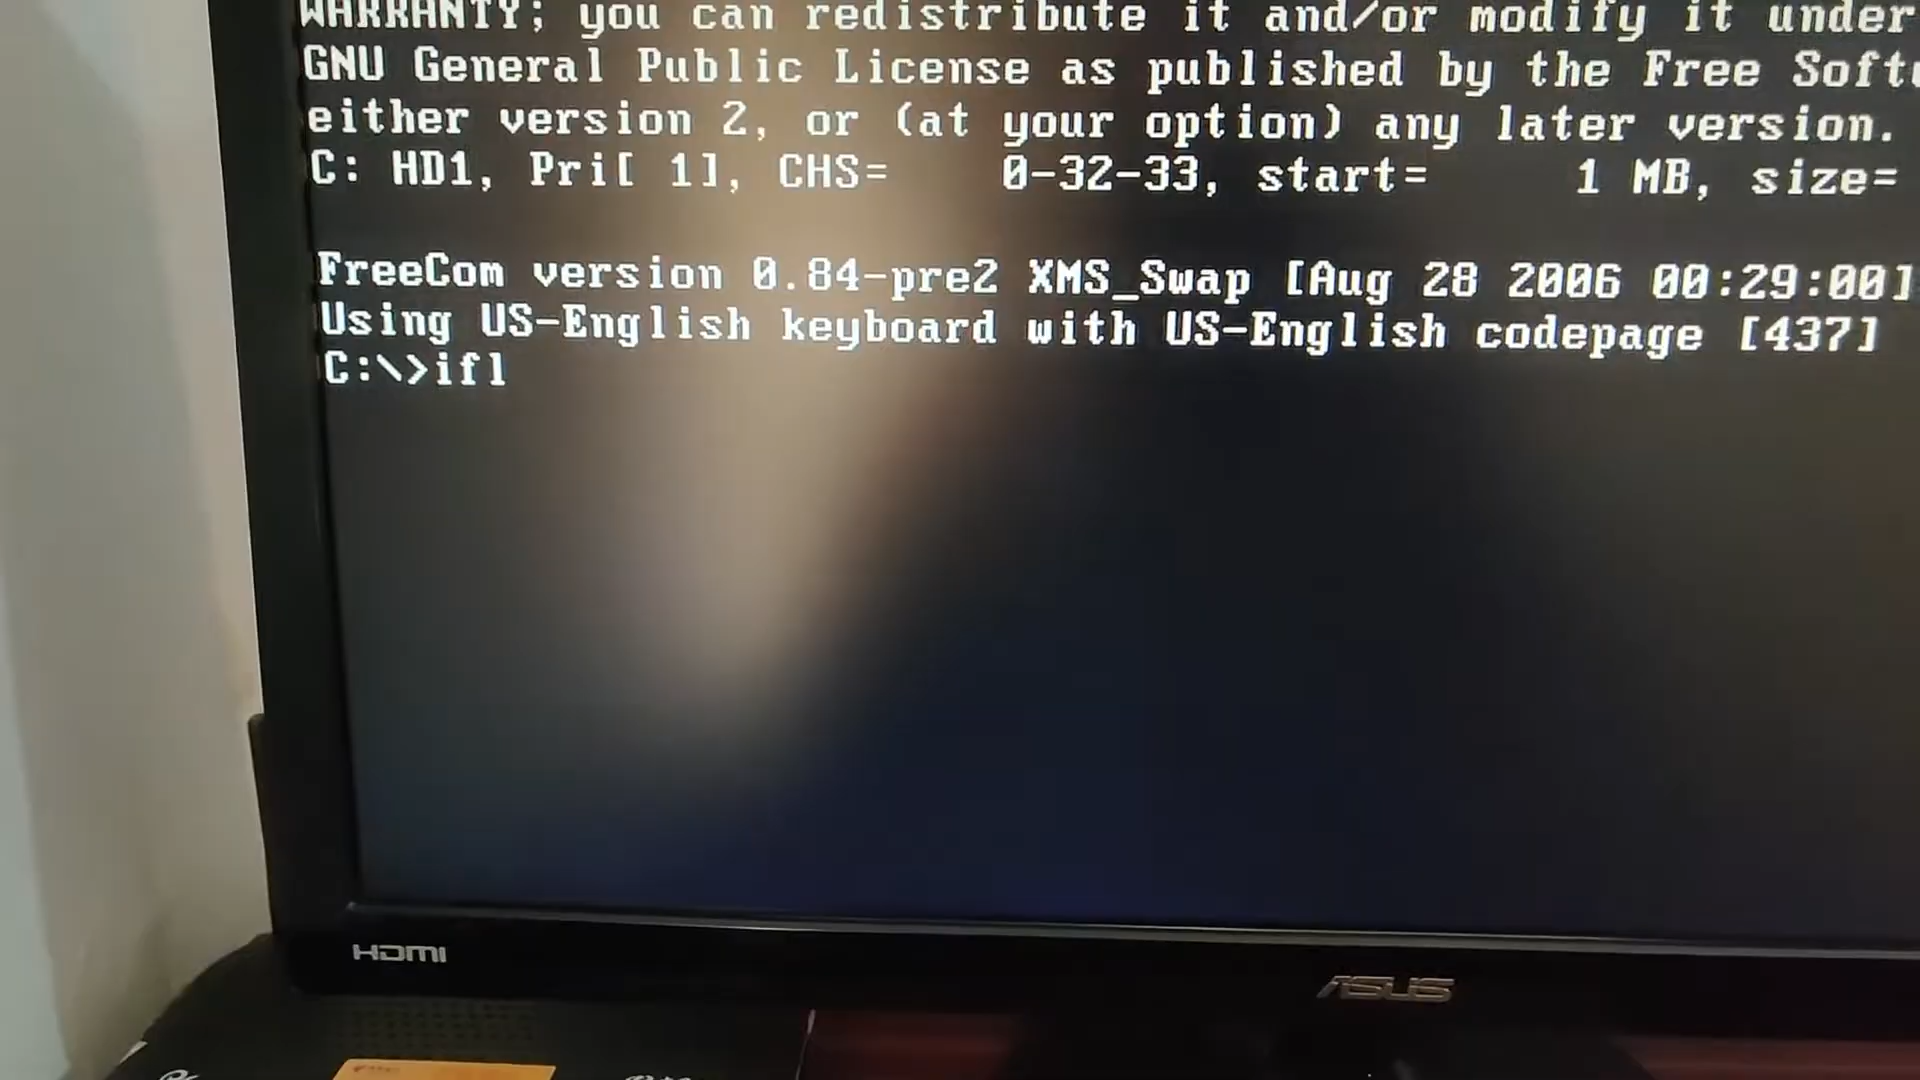 WARRANTY; you can redistribute it and/or modify it under
GNU General Public License as published by the Free
either version 2, or (at your option) any later version.
C: HD1, Pri[ 1], CHS=    0-32-33, start=     1 MB, size=
FreeCom version 0.84-pre2 XMS_Swap [Aug 28 2006 00:29:00]
Using US-English keyboard with US-English codepage [437]
C:\>ifl
HDMI
ASUS